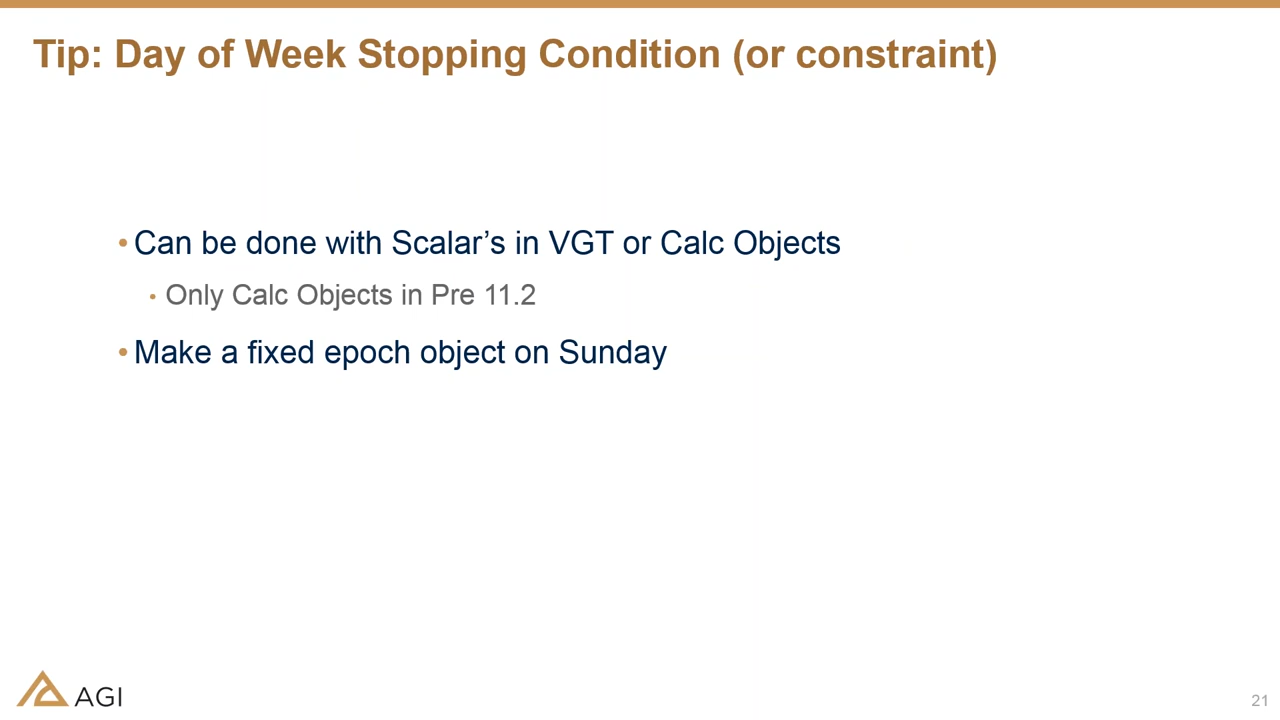 Tip: Day of Week Stopping Condition (or constraint)
• Can be done with Scalar’s in VGT or Calc Objects
• Only Calc Objects in Pre 11.2
• Make a fixed epoch object on Sunday
AGI
21